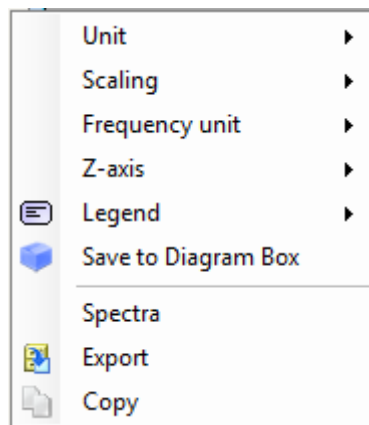 Unit
Scaling
Frequency unit
Z-axis
Legend
Save to Diagram Box
Spectra
Export
Copy